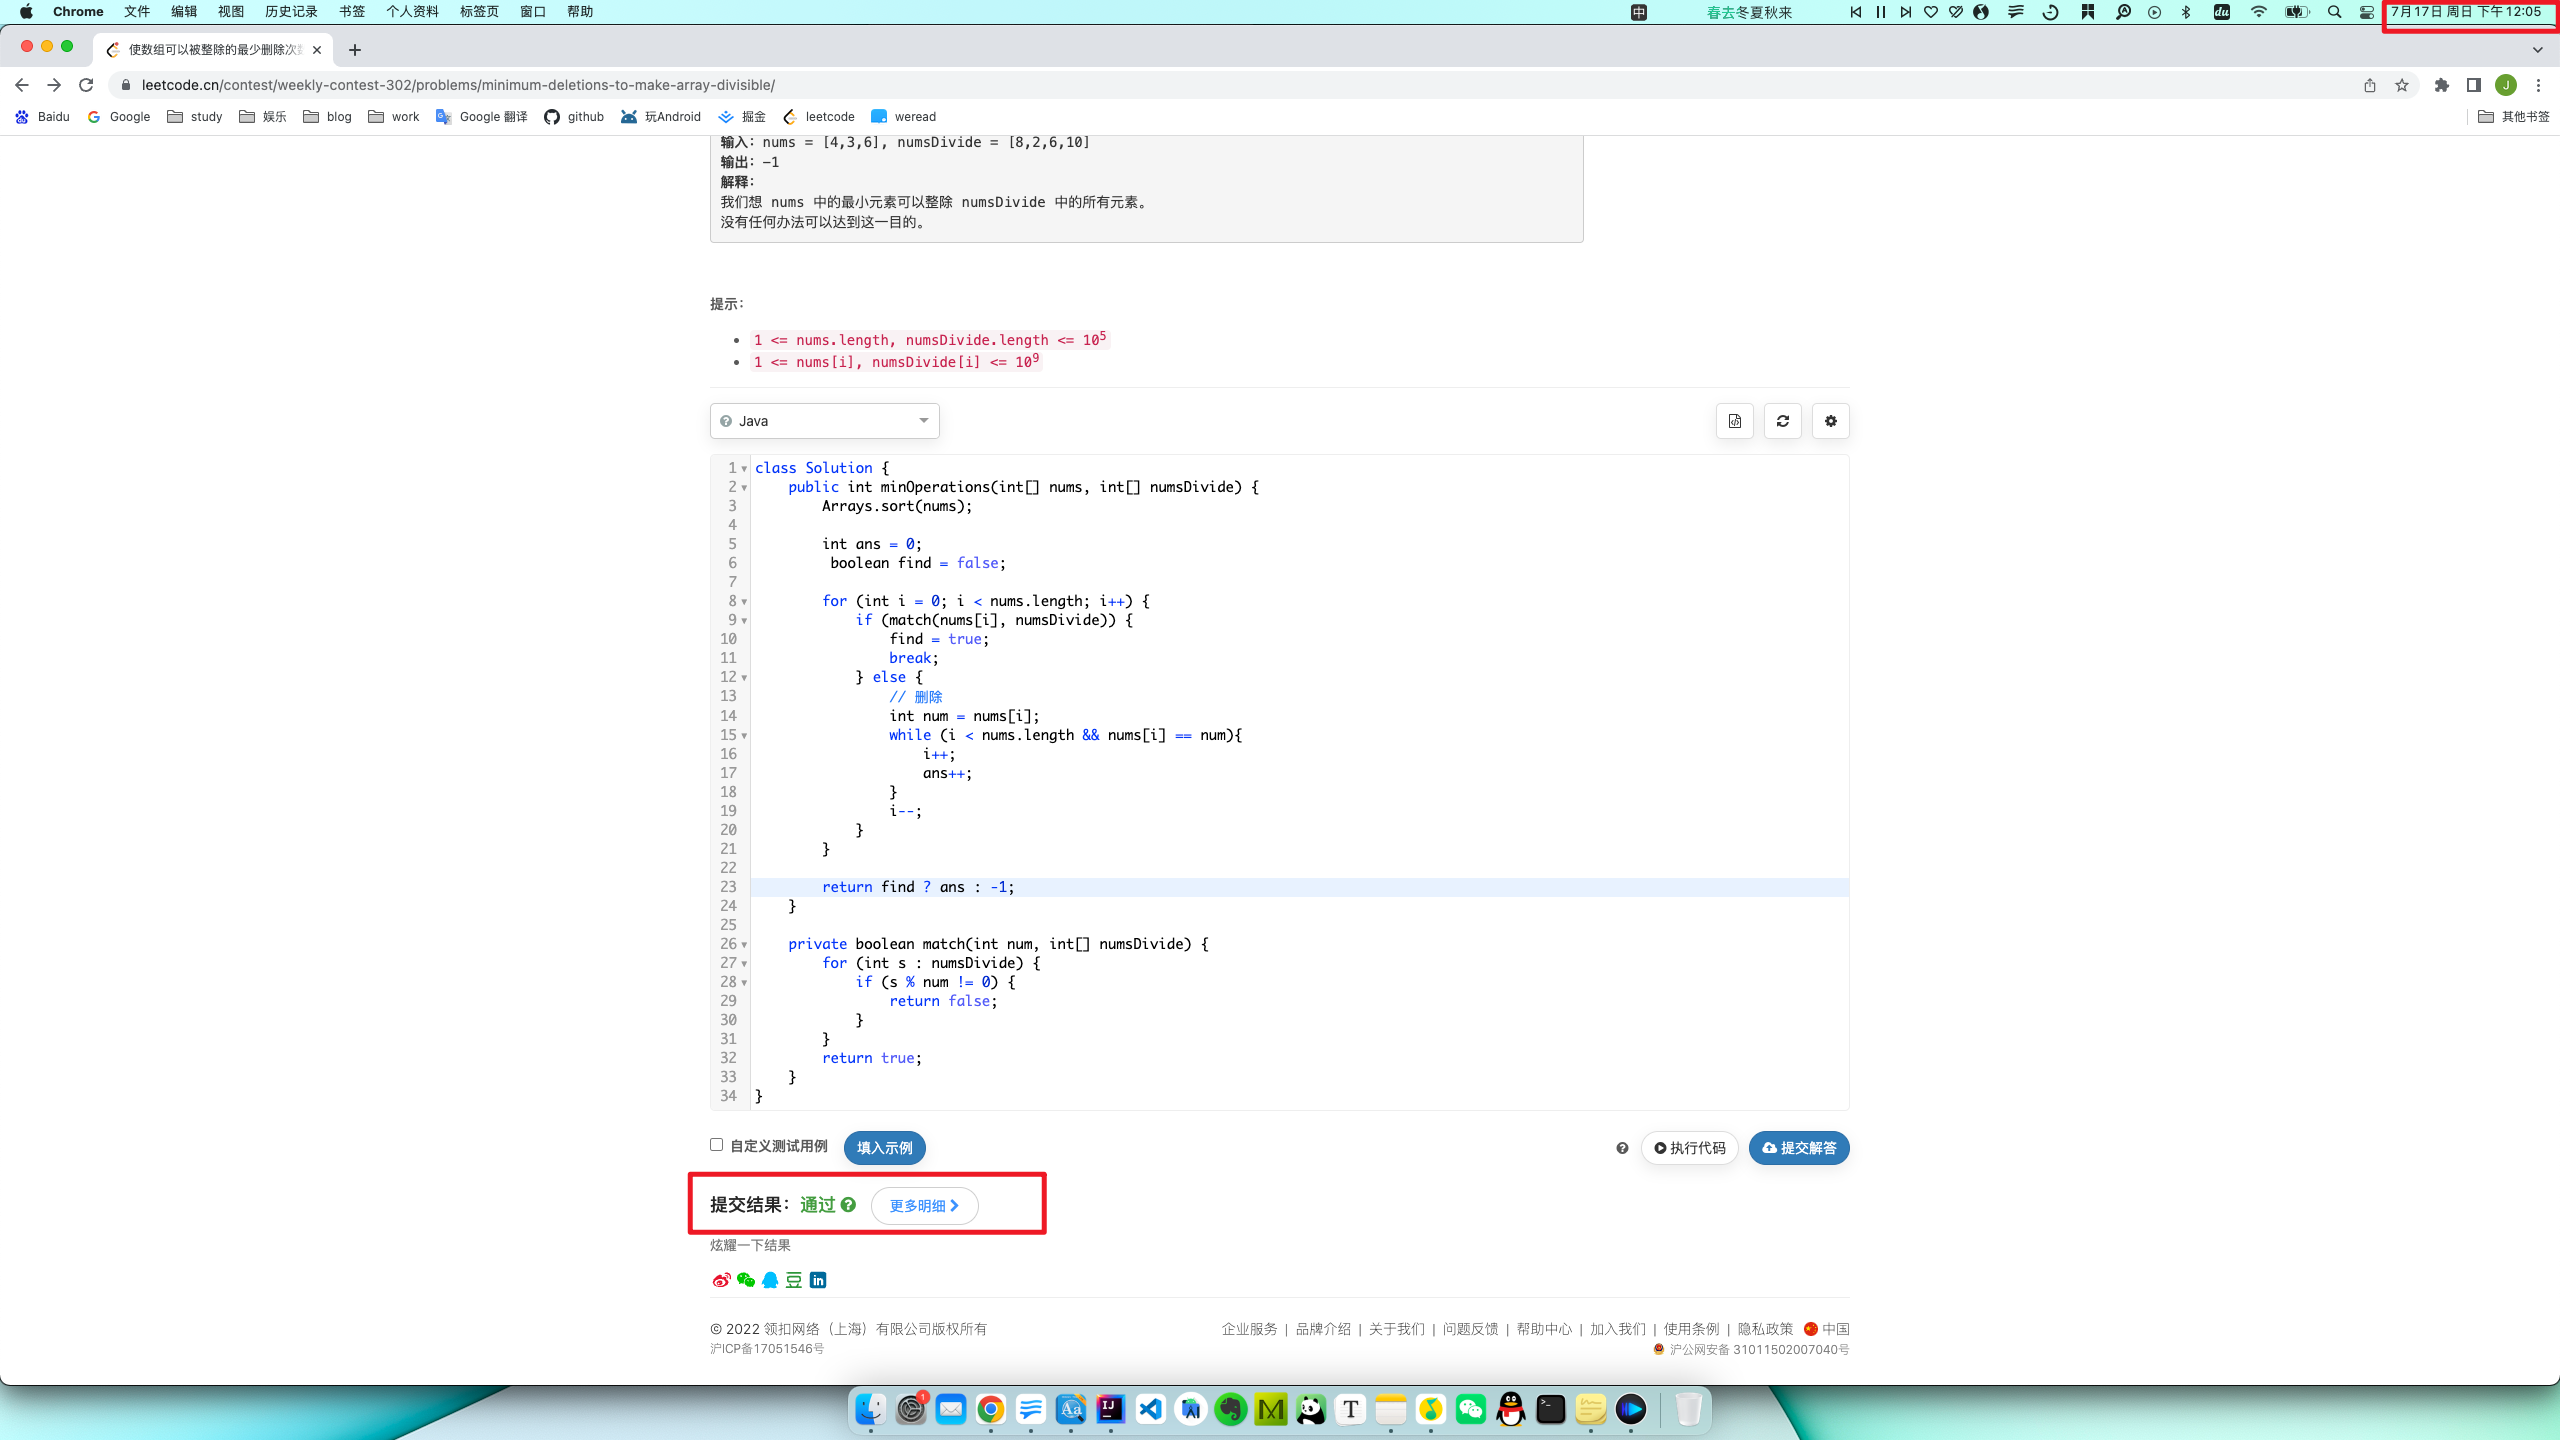 Chrome 文件 编辑 视图 历史记录 书签 个人资料 标签页 窗口 帮助 中 春去冬夏秋来 7月17日 周日 下午12:05
使数组可以被整除的最少删除次
leetcode.cn/contest/weekly-contest-302/problems/minimum-deletions-to-make-array-divisible/
Baidu Google study 娱乐 blog work Google 翻译 github 玩Android 掘金 leetcode weread 其他书签
输入：nums = [4,3,6], numsDivide = [8,2,6,10]
输出：-1
解释：
我们想 nums 中的最小元素可以整除 numsDivide 中的所有元素。
没有任何办法可以达到这一目的。
提示：
1 <= nums.length, numsDivide.length <= 10⁵
1 <= nums[i], numsDivide[i] <= 10⁹
Java
1 class Solution {
2 public int minOperations(int[] nums, int[] numsDivide) {
3 Arrays.sort(nums);
4
5 int ans = 0;
6 boolean find = false;
7
8 for (int i = 0; i < nums.length; i++) {
9 if (match(nums[i], numsDivide)) {
10 find = true;
11 break;
12 } else {
13 // 删除
14 int num = nums[i];
15 while (i < nums.length && nums[i] == num){
16 i++;
17 ans++;
18 }
19 i--;
20 }
21 }
22
23 return find ? ans : -1;
24 }
25
26 private boolean match(int num, int[] numsDivide) {
27 for (int s : numsDivide) {
28 if (s % num != 0) {
29 return false;
30 }
31 }
32 return true;
33 }
34 }
自定义测试用例 填入示例 执行代码 提交解答
提交结果：通过 更多明细
炫耀一下结果
© 2022 领扣网络（上海）有限公司版权所有 企业服务 | 品牌介绍 | 关于我们 | 问题反馈 | 帮助中心 | 加入我们 | 使用条例 | 隐私政策 中国
沪ICP备17051546号 沪公网安备 31011502007040号